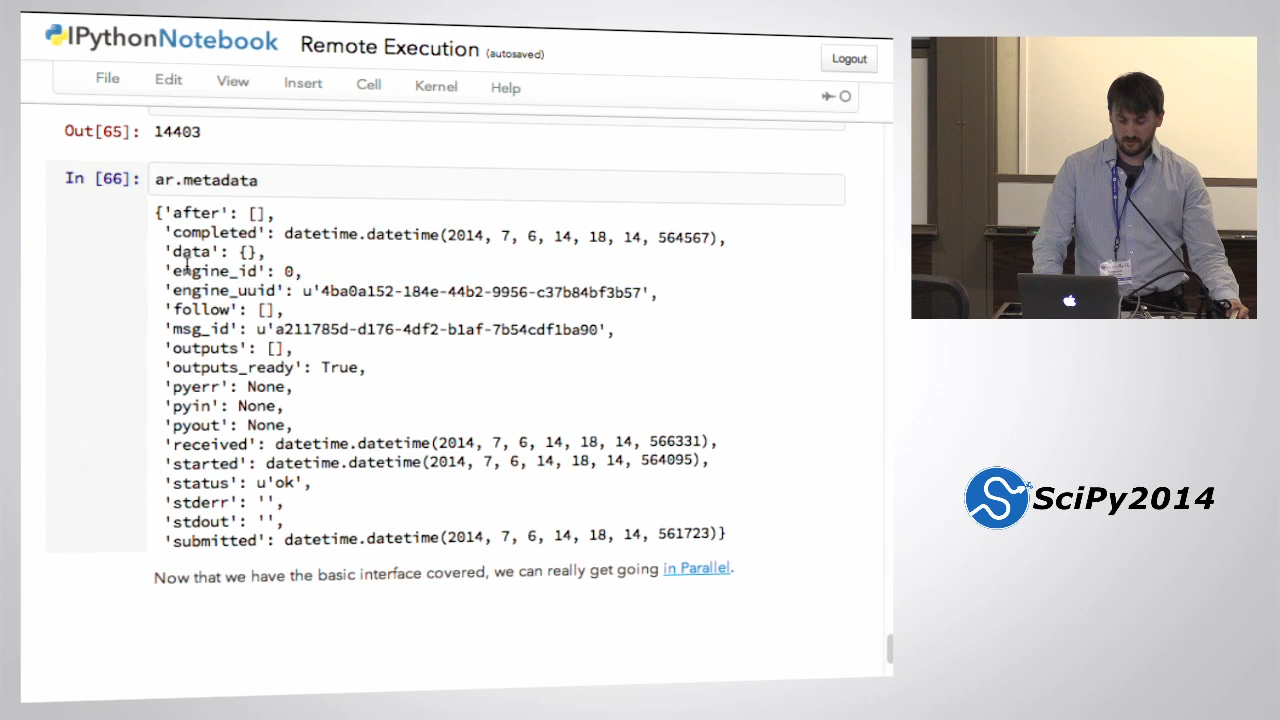 IPythonNotebook Remote Execution (autosaved) Logout
File Edit View Insert Cell Kernel Help
Out[65]: 14403
In [66]: ar.metadata
{'after': [],
'completed': datetime.datetime(2014, 7, 6, 14, 18, 14, 564567),
'data': {},
'engine_id': 0,
'engine_uuid': u'4ba0a152-184e-44b2-9956-c37b84bf3b57',
'follow': [],
'msg_id': u'a211785d-d176-4df2-b1af-7b54cdf1ba90',
'outputs': [],
'outputs_ready': True,
'pyerr': None,
'pyin': None,
'pyout': None,
'received': datetime.datetime(2014, 7, 6, 14, 18, 14, 566331),
'started': datetime.datetime(2014, 7, 6, 14, 18, 14, 564095),
'status': u'ok',
'stderr': '',
'stdout': '',
'submitted': datetime.datetime(2014, 7, 6, 14, 18, 14, 561723)}
Now that we have the basic interface covered, we can really get going in Parallel.
SciPy2014